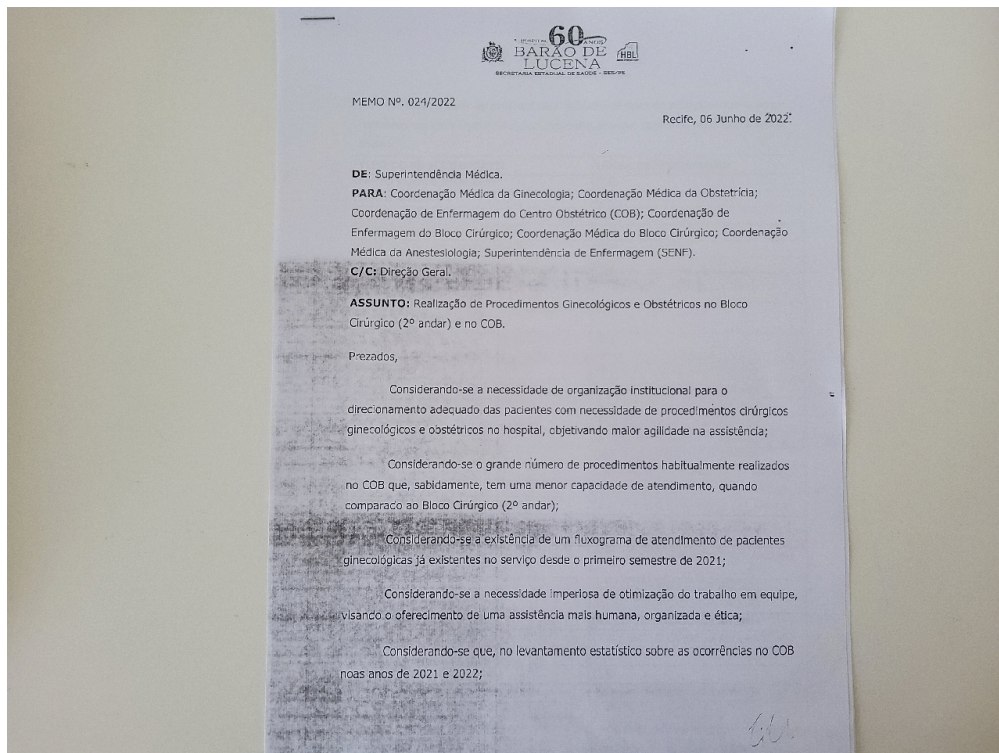 HOSPITAL 60 ANOS
BARÃO DE
LUCENA
HBL
SECRETARIA ESTADUAL DE SAÚDE - SES/PE
MEMO Nº. 024/2022
Recife, 06 Junho de 2022.
DE: Superintendência Médica.
PARA: Coordenação Médica da Ginecologia; Coordenação Médica da Obstetrícia;
Coordenação de Enfermagem do Centro Obstétrico (COB); Coordenação de
Enfermagem do Bloco Cirúrgico; Coordenação Médica do Bloco Cirúrgico; Coordenação
Médica da Anestesiologia; Superintendência de Enfermagem (SENF).
C/C: Direção Geral.
ASSUNTO: Realização de Procedimentos Ginecológicos e Obstétricos no Bloco
Cirúrgico (2º andar) e no COB.
Prezados,
Considerando-se a necessidade de organização institucional para o
direcionamento adequado das pacientes com necessidade de procedimentos cirúrgicos
ginecológicos e obstétricos no hospital, objetivando maior agilidade na assistência;
Considerando-se o grande número de procedimentos habitualmente realizados
no COB que, sabidamente, tem uma menor capacidade de atendimento, quando
comparado ao Bloco Cirúrgico (2º andar);
Considerando-se a existência de um fluxograma de atendimento de pacientes
ginecológicas já existentes no serviço desde o primeiro semestre de 2021;
Considerando-se a necessidade imperiosa de otimização do trabalho em equipe,
visando o oferecimento de uma assistência mais humana, organizada e ética;
Considerando-se que, no levantamento estatístico sobre as ocorrências no COB
noas anos de 2021 e 2022;